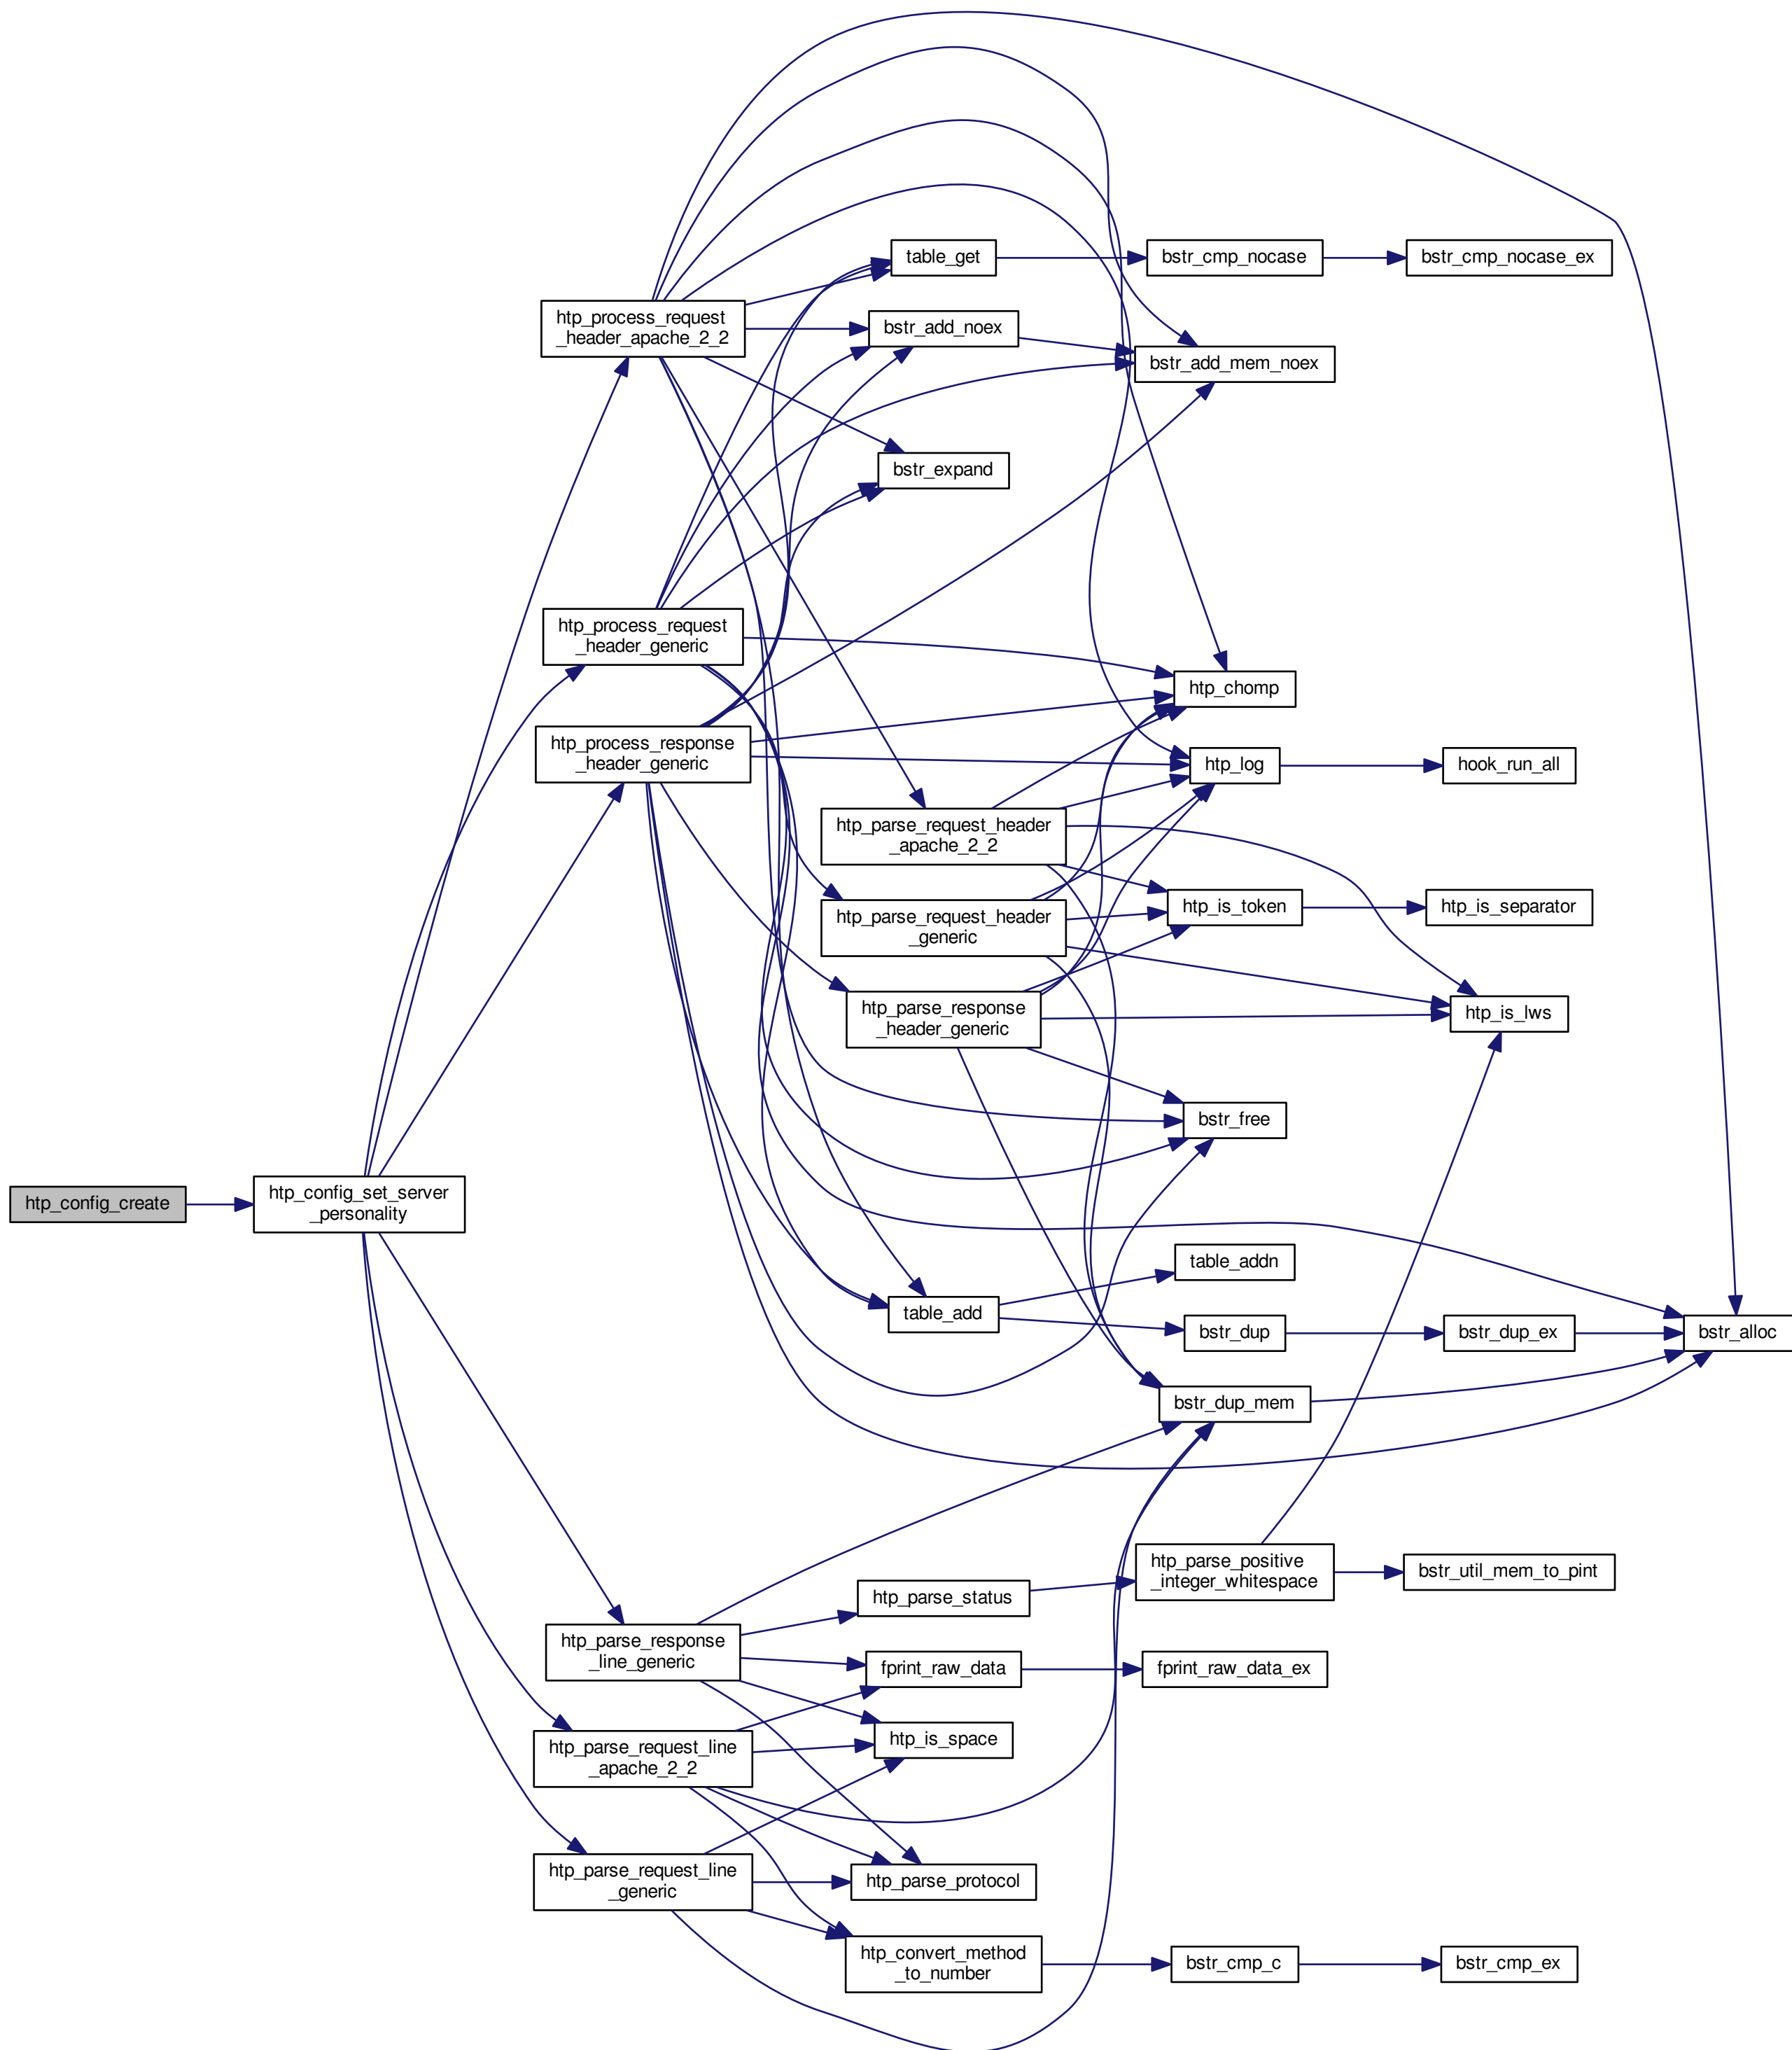 htp_config_create
htp_config_set_server
_personality
htp_process_request
_header_apache_2_2
htp_process_request
_header_generic
htp_process_response
_header_generic
htp_parse_response
_line_generic
htp_parse_request_line
_apache_2_2
htp_parse_request_line
_generic
table_get
bstr_add_noex
bstr_expand
htp_parse_request_header
_apache_2_2
htp_parse_request_header
_generic
htp_parse_response
_header_generic
table_add
htp_parse_status
fprint_raw_data
htp_is_space
htp_parse_protocol
htp_convert_method
_to_number
bstr_cmp_nocase
bstr_add_mem_noex
htp_chomp
htp_log
htp_is_token
bstr_free
table_addn
bstr_dup
bstr_dup_mem
htp_parse_positive
_integer_whitespace
fprint_raw_data_ex
bstr_cmp_c
bstr_cmp_nocase_ex
hook_run_all
htp_is_separator
htp_is_lws
bstr_dup_ex
bstr_util_mem_to_pint
bstr_cmp_ex
bstr_alloc